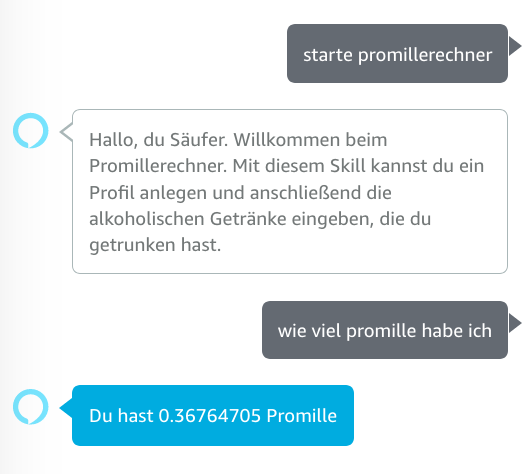 starte promillerechner
Hallo, du Säufer. Willkommen beim
Promillerechner. Mit diesem Skill kannst du ein
Profil anlegen und anschließend die
alkoholischen Getränke eingeben, die du
getrunken hast.
wie viel promille habe ich
Du hast 0.36764705 Promille